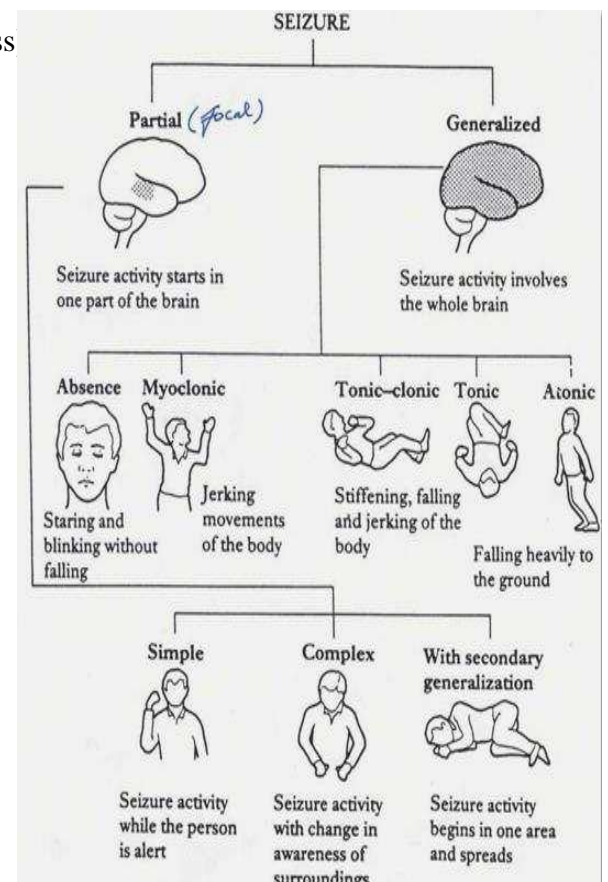 ss
SEIZURE
Partial (focal)
Generalized
Seizure activity starts in
one part of the brain
Seizure activity involves
the whole brain
Absence
Myoclonic
Tonic–clonic
Tonic
Atonic
Staring and
blinking without
falling
Jerking
movements
of the body
Stiffening, falling
and jerking of the
body
Falling heavily to
the ground
Simple
Complex
With secondary
generalization
Seizure activity
while the person
is alert
Seizure activity
with change in
awareness of
surroundings
Seizure activity
begins in one area
and spreads